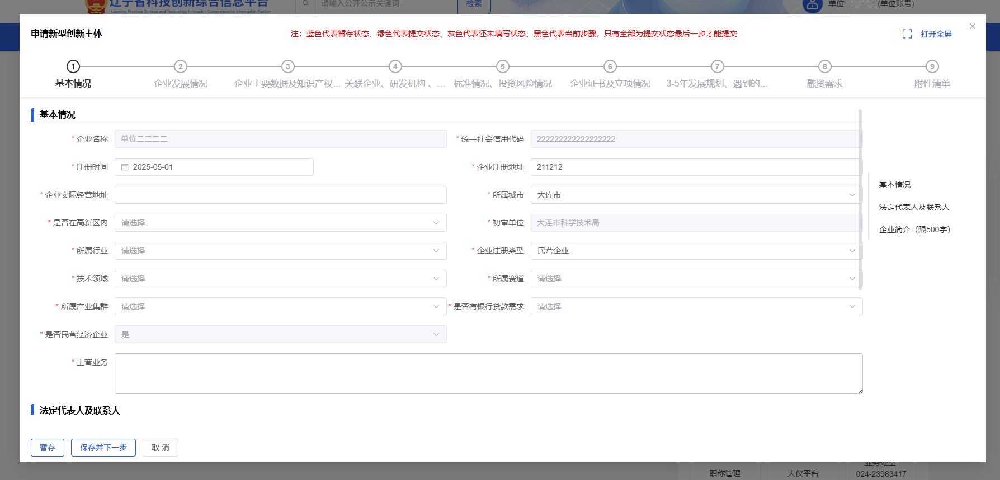 辽宁省科技创新综合信息平台
Liaoning Province Science and Technology Innovation Comprehensive Information Platform
请输入公开公示关键词
检索
单位二二二二 (单位账号)
申请新型创新主体
注：蓝色代表暂存状态、绿色代表提交状态、灰色代表还未填写状态、黑色代表当前步骤，只有全部为提交状态最后一步才能提交
打开全屏
1 2 3 4 5 6 7 8 9
基本情况 企业发展情况 企业主要数据及知识产权... 关联企业、研发机构 、... 标准情况、投资风险情况 企业证书及立项情况 3-5年发展规划、遇到的... 融资需求 附件清单
基本情况
* 企业名称 单位二二二二 * 统一社会信用代码 222222222222222222
* 注册时间 2025-05-01 * 企业注册地址 211212
* 企业实际经营地址 * 所属城市 大连市
* 是否在高新区内 请选择 * 初审单位 大连市科学技术局
* 所属行业 请选择 * 企业注册类型 民营企业
* 技术领域 请选择 * 所属赛道 请选择
* 所属产业集群 请选择 * 是否有银行贷款需求 请选择
* 是否民营经济企业 是
* 主营业务
法定代表人及联系人
基本情况
法定代表人及联系人
企业简介（限500字）
暂存 保存并下一步 取 消
职称管理 大仪平台 业务处室:
024-23983417